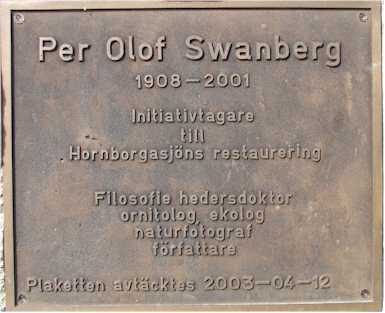 Per Olof Swanberg
1908–2001
Initiativtagare
till
Hornborgasjöns restaurering
Filosofie hedersdoktor
ornitolog, ekolog
naturfotograf
författare
Plaketten avtäcktes 2003–04–12